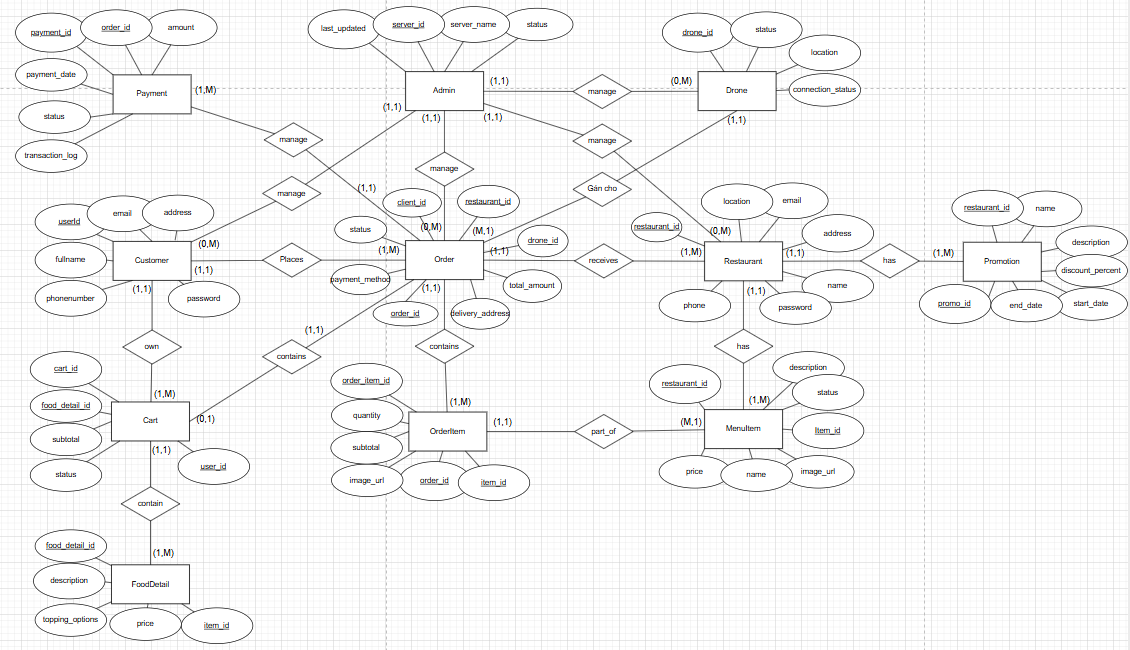 payment_id
order_id
amount
payment_date
status
transaction_log
Payment
(1,M)
last_updated
server_id
server_name
status
Admin
(1,1)
(1,1)
(1,1)
(1,1)
manage
(0,M)
drone_id
status
location
connection_status
Drone
(1,1)
manage
manage
manage
manage
Gán cho
(1,1)
userId
email
address
fullname
phonenumber
password
Customer
(0,M)
(1,1)
(1,1)
Places
(1,M)
status
client_id
restaurant_id
(0,M)
(M,1)
drone_id
payment_method
order_id
delivery_address
total_amount
Order
(1,1)
(1,1)
receives
(1,M)
restaurant_id
location
email
address
name
password
phone
Restaurant
(0,M)
(1,1)
(1,1)
has
(1,M)
restaurant_id
name
description
discount_percent
start_date
end_date
promo_id
Promotion
own
(1,M)
contains
(1,1)
(0,1)
contains
(1,M)
has
(1,M)
cart_id
food_detail_id
subtotal
status
user_id
Cart
(1,1)
order_item_id
quantity
subtotal
image_url
order_id
item_id
OrderItem
(1,1)
part_of
(M,1)
restaurant_id
description
status
Item_id
image_url
name
price
MenuItem
contain
(1,M)
food_detail_id
description
topping_options
price
item_id
FoodDetail